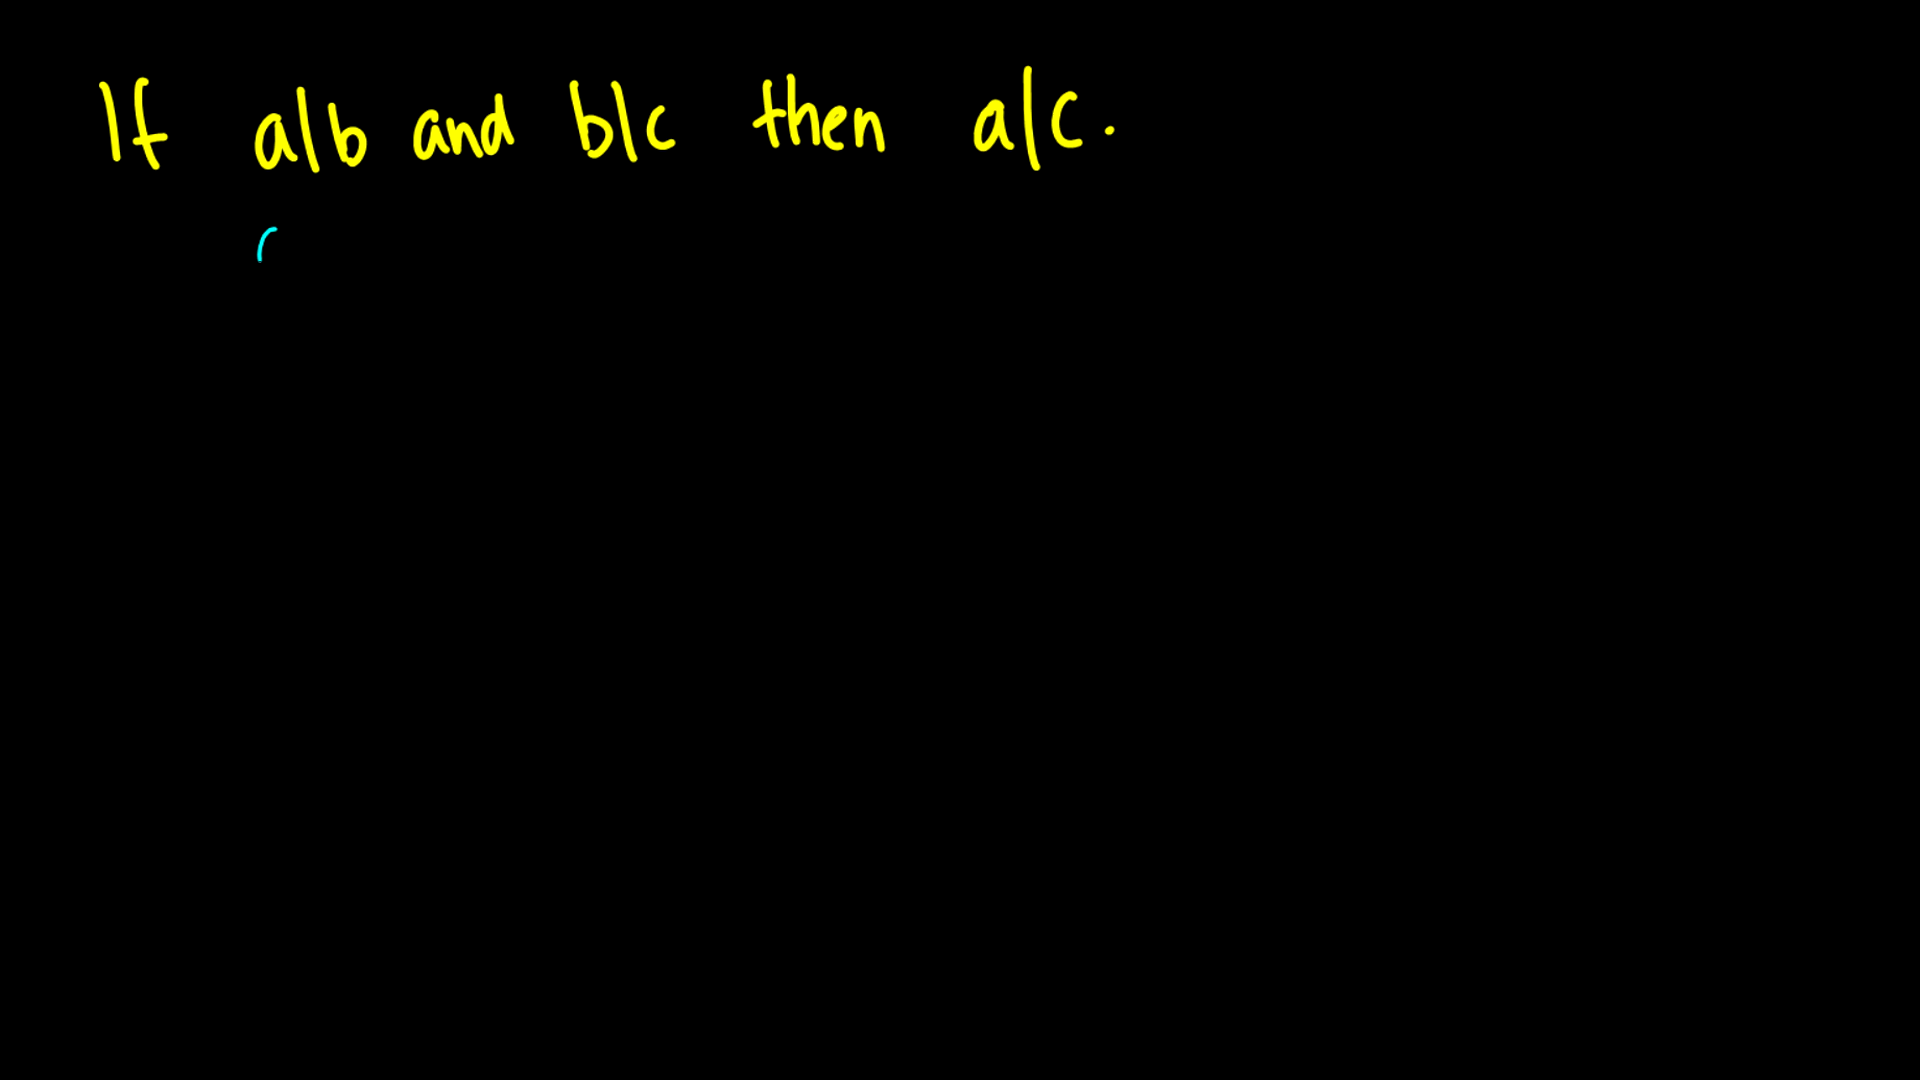 If a|b and b|c then a|c.